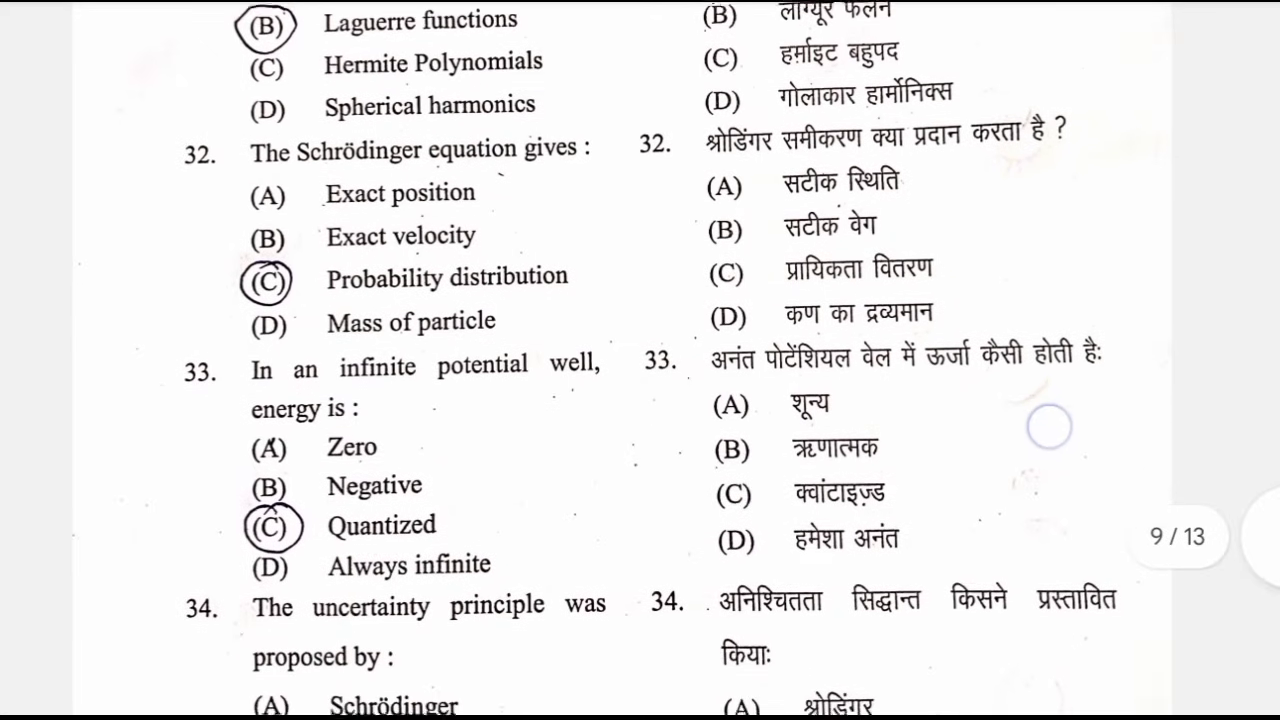 (B) Laguerre functions
(C) Hermite Polynomials
(D) Spherical harmonics
32. The Schrödinger equation gives :
(A) Exact position
(B) Exact velocity
(C) Probability distribution
(D) Mass of particle
33. In an infinite potential well,
energy is :
(A) Zero
(B) Negative
(C) Quantized
(D) Always infinite
34. The uncertainty principle was
proposed by :
(A) Schrödinger
(B) लाग्यूर फलन
(C) हर्माइट बहुपद
(D) गोलाकार हार्मोनिक्स
32. श्रोडिंगर समीकरण क्या प्रदान करता है ?
(A) सटीक स्थिति
(B) सटीक वेग
(C) प्रायिकता वितरण
(D) कण का द्रव्यमान
33. अनंत पोटेंशियल वेल में ऊर्जा कैसी होती हैः
(A) शून्य
(B) ऋणात्मक
(C) क्वांटाइज़्ड
(D) हमेशा अनंत
34. अनिश्चितता सिद्धान्त किसने प्रस्तावित
कियाः
(A) श्रोडिंगर
9 / 13